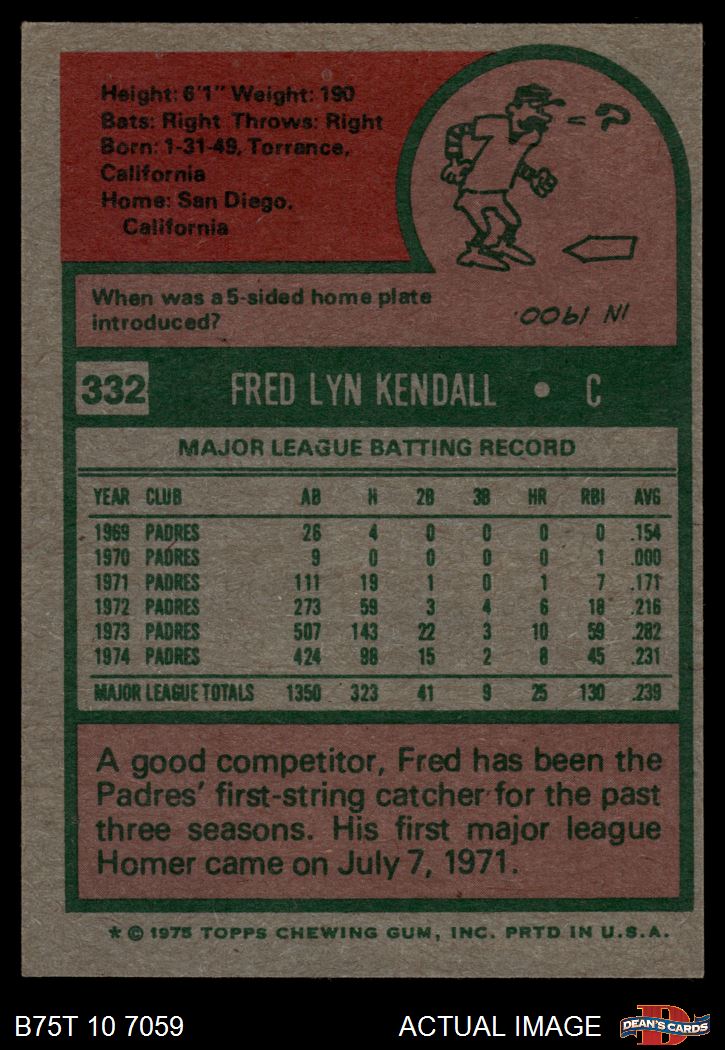 Height: 6'1" Weight: 190
Bats: Right Throws: Right
Born: 1-31-49, Torrance,
California
Home: San Diego,
California
?
When was a 5-sided home plate
introduced?
IN 1900.
332 FRED LYN KENDALL • C
MAJOR LEAGUE BATTING RECORD
YEAR CLUB AB H 2B 3B HR RBI AVG
1969 PADRES 26 4 0 0 0 0 .154
1970 PADRES 9 0 0 0 0 1 .000
1971 PADRES 111 19 1 0 1 7 .171
1972 PADRES 273 59 3 4 6 18 .216
1973 PADRES 507 143 22 3 10 59 .282
1974 PADRES 424 98 15 2 8 45 .231
MAJOR LEAGUE TOTALS 1350 323 41 9 25 130 .239
A good competitor, Fred has been the
Padres' first-string catcher for the past
three seasons. His first major league
Homer came on July 7, 1971.
* © 1975 TOPPS CHEWING GUM, INC. PRTD IN U.S.A.
B75T 10 7059 ACTUAL IMAGE D DEAN'S CARDS